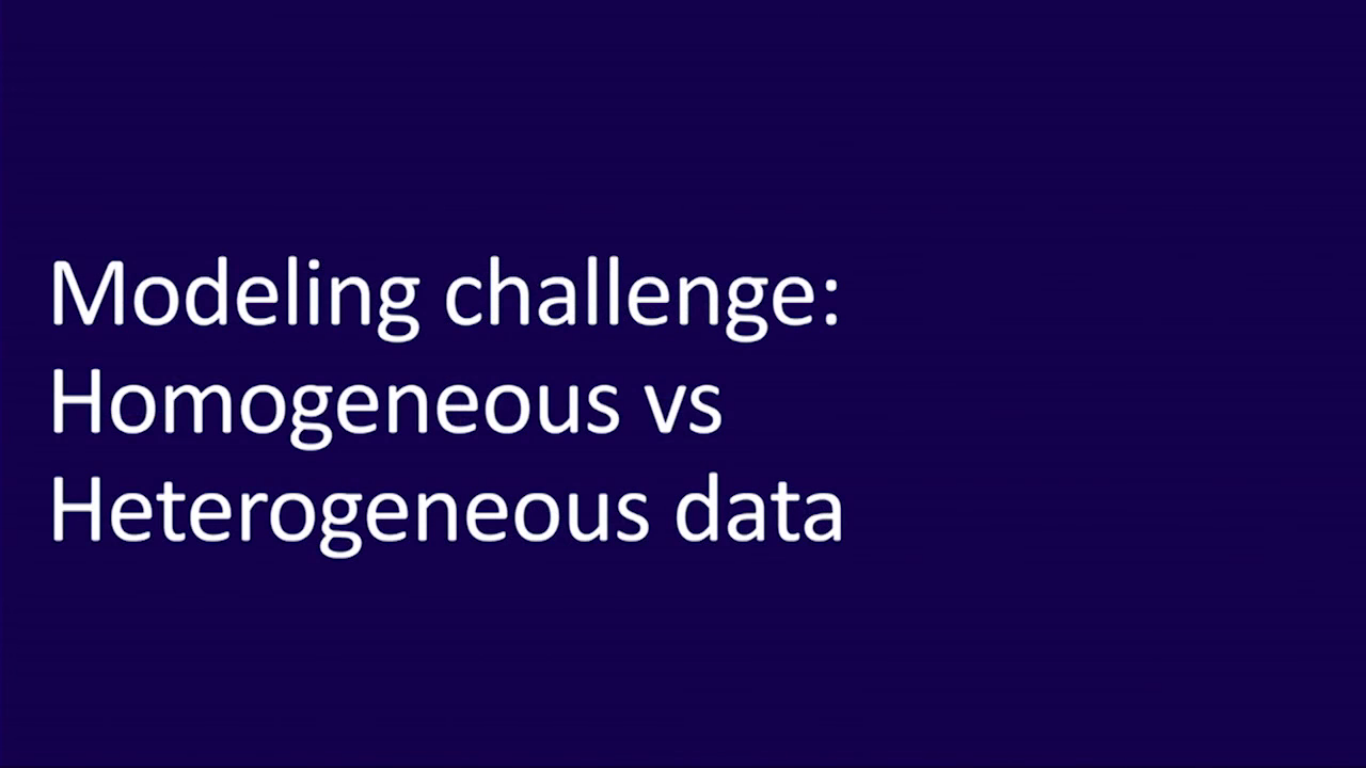 Modeling challenge:
Homogeneous vs
Heterogeneous data